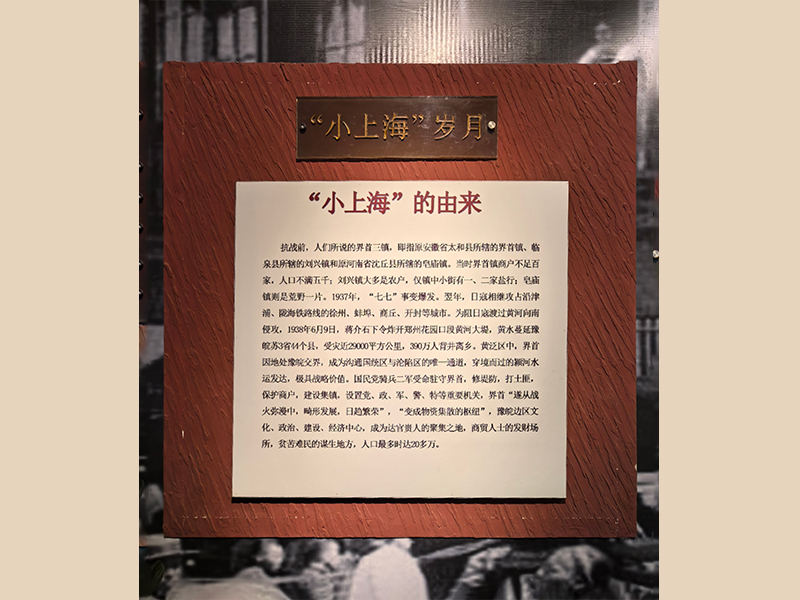 “小上海”岁月
“小上海”的由来
抗战前，人们所说的界首三镇，即指原安徽省太和县所辖的界首镇、临
泉县所辖的刘兴镇和原河南省沈丘县所辖的皂庙镇。当时界首镇商户不足百
家，人口不满五千；刘兴镇大多是农户，仅镇中小街有一、二家盐行；皂庙
镇则是荒野一片。1937年，“七七”事变爆发。翌年，日寇相继攻占沿津
浦、陇海铁路线的徐州、蚌埠、商丘、开封等城市。为阻日寇渡过黄河向南
侵攻，1938年6月9日，蒋介石下令炸开郑州花园口段黄河大堤，黄水蔓延豫
皖苏3省44个县，受灾近29000平方公里，390万人背井离乡。黄泛区中，界首
因地处豫皖交界，成为沟通国统区与沦陷区的唯一通道，穿境而过的颍河水
运发达，极具战略价值。国民党骑兵二军受命驻守界首，修堤防，打土匪，
保护商户，建设集镇，设置党、政、军、警、特等重要机关，界首“遂从战
火弥漫中，畸形发展，日趋繁荣”，“变成物资集散的枢纽”，豫皖边区文
化、政治、建设、经济中心，成为达官贵人的聚集之地，商贸人士的发财场
所，贫苦难民的谋生地方，人口最多时达20多万。